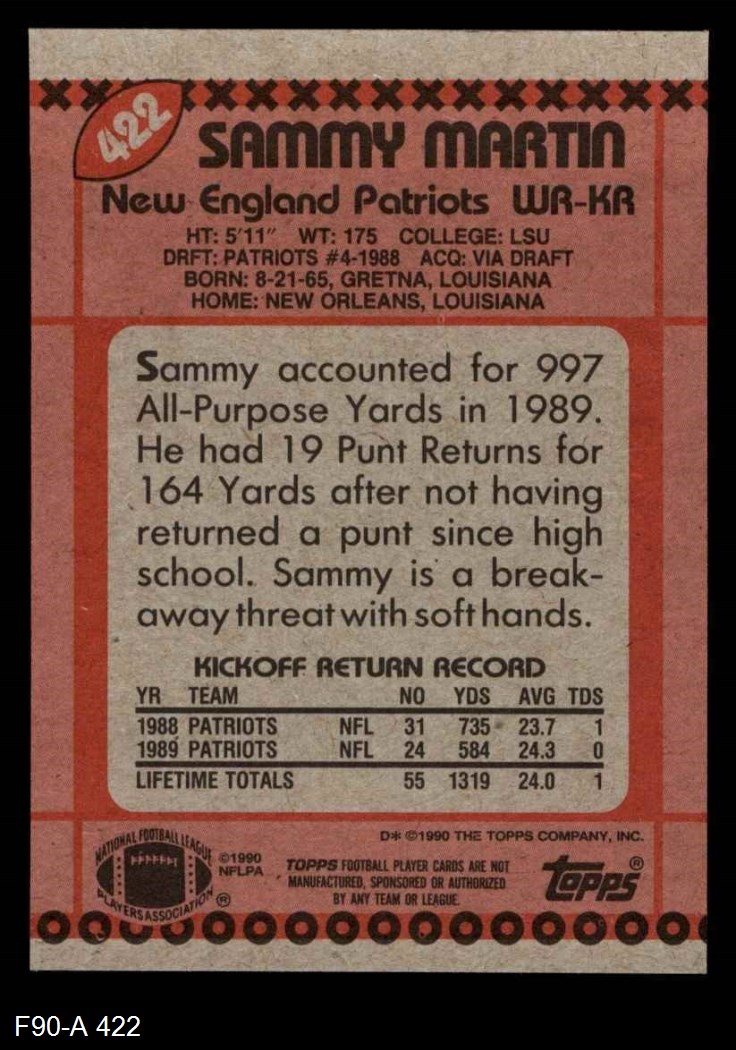 422
SAMMY MARTIN
New England Patriots WR-KR
HT: 5'11" WT: 175 COLLEGE: LSU
DRFT: PATRIOTS #4-1988 ACQ: VIA DRAFT
BORN: 8-21-65, GRETNA, LOUISIANA
HOME: NEW ORLEANS, LOUISIANA
Sammy accounted for 997
All-Purpose Yards in 1989.
He had 19 Punt Returns for
164 Yards after not having
returned a punt since high
school. Sammy is a break-
away threat with soft hands.
KICKOFF RETURN RECORD
YR TEAM NO YDS AVG TDS
1988 PATRIOTS NFL 31 735 23.7 1
1989 PATRIOTS NFL 24 584 24.3 0
LIFETIME TOTALS 55 1319 24.0 1
NATIONAL FOOTBALL LEAGUE
PLAYERS ASSOCIATION ®
©1990
NFLPA
D* ©1990 THE TOPPS COMPANY, INC.
TOPPS FOOTBALL PLAYER CARDS ARE NOT
MANUFACTURED, SPONSORED OR AUTHORIZED
BY ANY TEAM OR LEAGUE.
topps®
F90-A 422